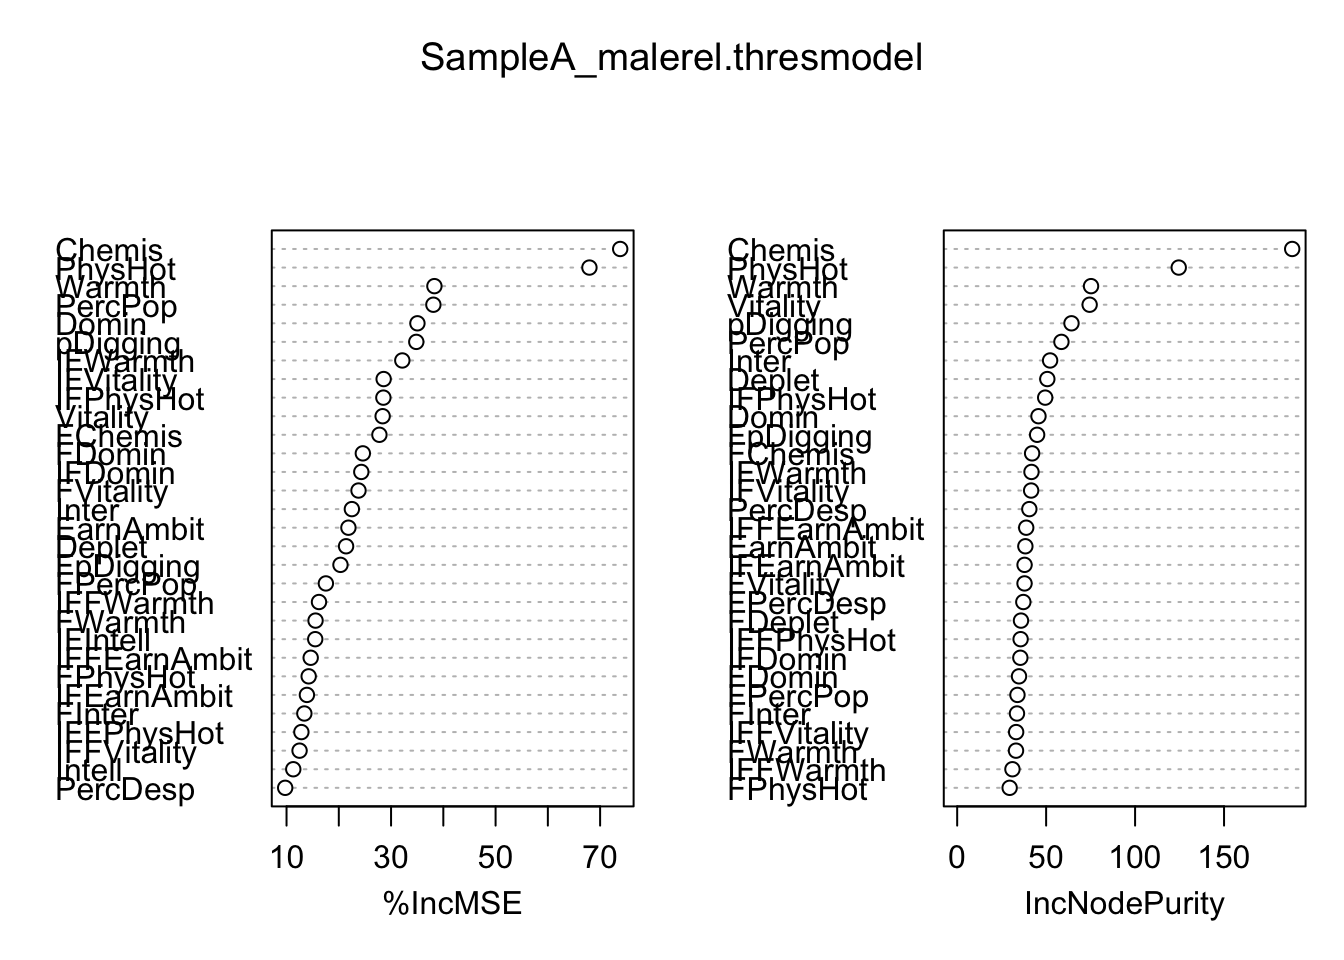 SampleA_malerel.thresmodel
Chemis
PhysHot
Warmth
PercPop
Domin
pDigging
IFWarmth
IFVitality
IFPhysHot
Vitality
FChemis
FDomin
IFDomin
FVitality
Inter
EarnAmbit
Deplet
FpDigging
FPercPop
IFFWarmth
FWarmth
IFIntell
IFFEarnAmbit
FPhysHot
IFEarnAmbit
FInter
IFFPhysHot
IFFVitality
Intell
PercDesp
10 30 50 70
%IncMSE
Chemis
PhysHot
Warmth
Vitality
pDigging
PercPop
Inter
Deplet
IFPhysHot
Domin
FpDigging
FChemis
IFWarmth
IFVitality
PercDesp
IFFEarnAmbit
EarnAmbit
IFEarnAmbit
FVitality
FPercDesp
FDeplet
IFFPhysHot
IFDomin
FDomin
FPercPop
FInter
IFFVitality
FWarmth
IFFWarmth
FPhysHot
0 50 100 150
IncNodePurity